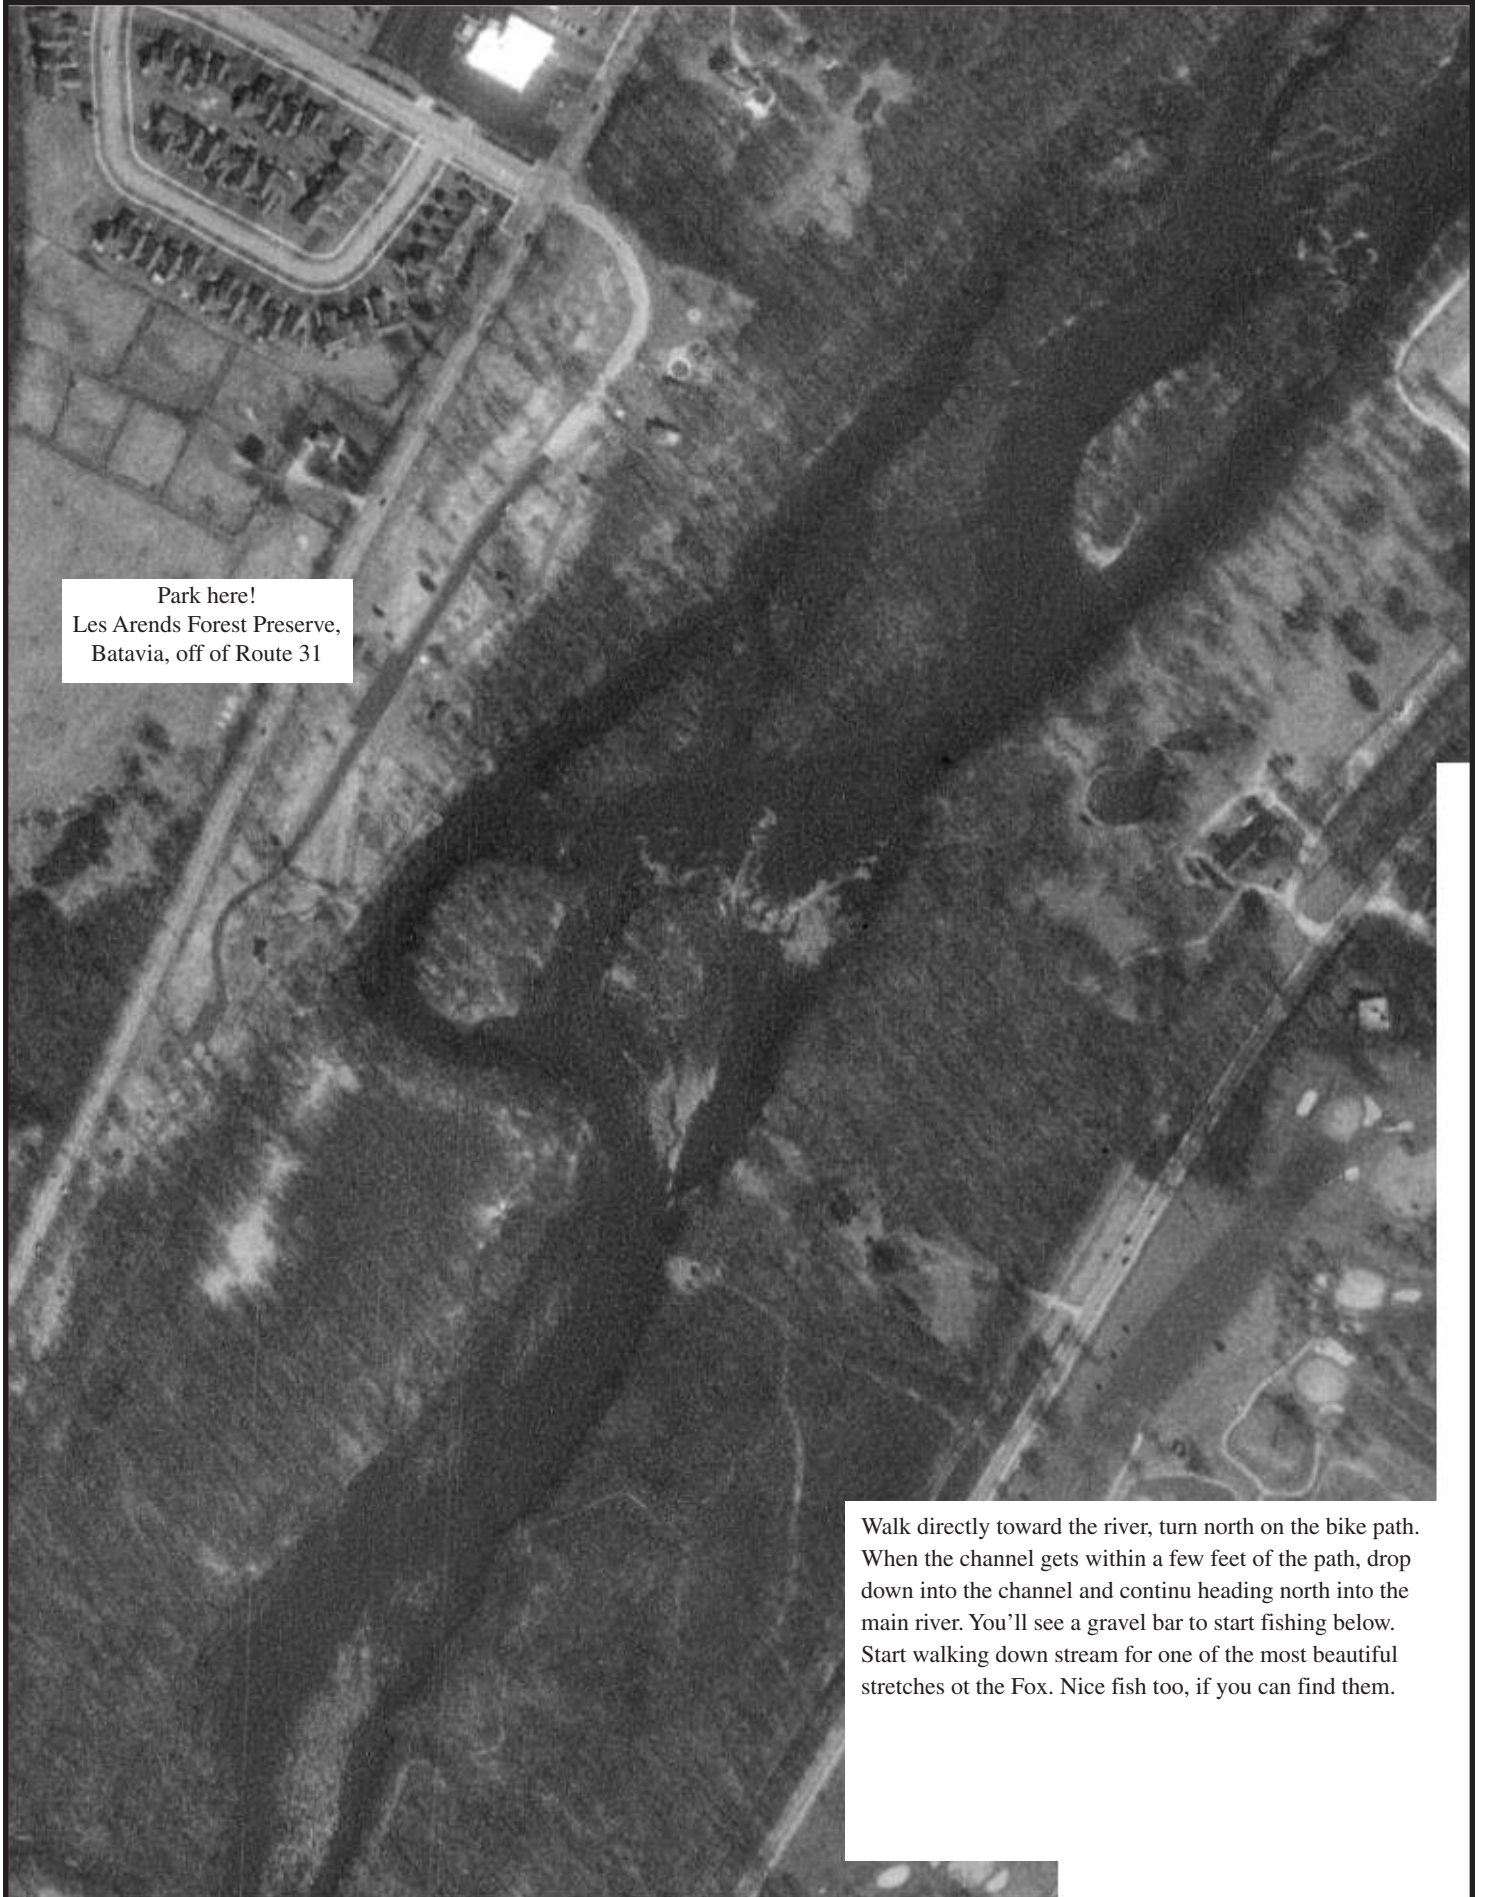 Park here!
Les Arends Forest Preserve,
Batavia, off of Route 31
Walk directly toward the river, turn north on the bike path.
When the channel gets within a few feet of the path, drop
down into the channel and continu heading north into the
main river. You’ll see a gravel bar to start fishing below.
Start walking down stream for one of the most beautiful
stretches ot the Fox. Nice fish too, if you can find them.